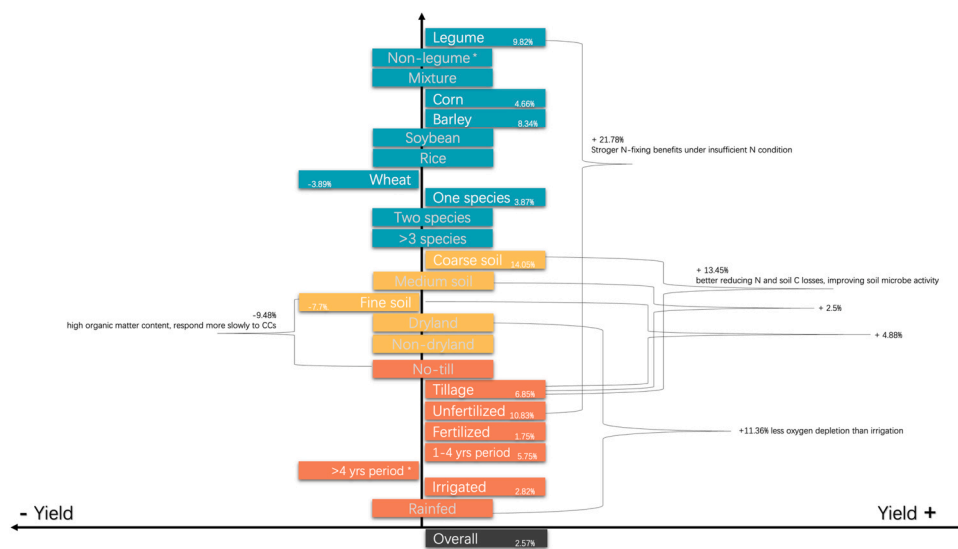 Legume 9.82%
Non-legume *
Mixture
Corn 4.66%
Barley 8.34%
+ 21.78%
Stroger N-fixing benefits under insufficient N condition
Soybean
Rice
-3.89% Wheat
One species 3.87%
Two species
>3 species
Coarse soil 14.05%
+ 13.45%
better reducing N and soil C losses, improving soil microbe activity
Medium soil
-7.7% Fine soil
+ 2.5%
-9.48%
high organic matter content, respond more slowly to CCs
Dryland
+ 4.88%
Non-dryland
No-till
Tillage 6.85%
Unfertilized 10.83%
Fertilized 1.75%
+11.36% less oxygen depletion than irrigation
1-4 yrs period 5.75%
>4 yrs period *
Irrigated 2.82%
Rainfed
- Yield
Yield +
Overall 2.57%